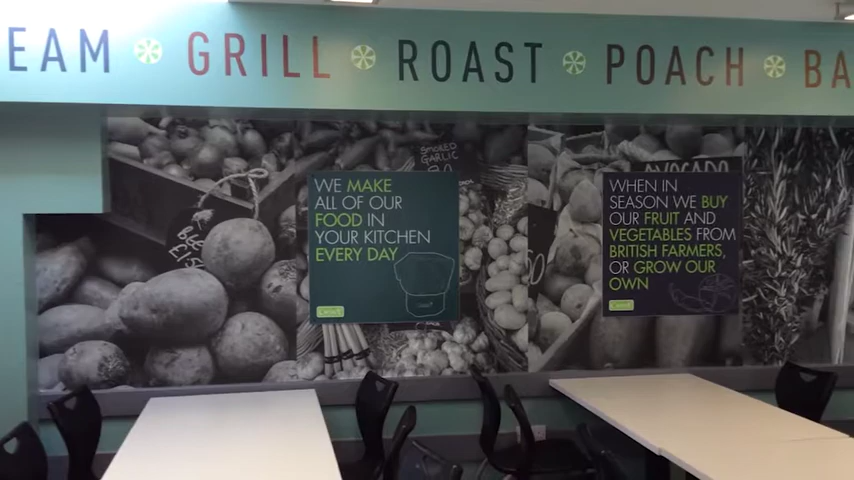 EAM GRILL ROAST POACH BA
SMOKED
GARLIC
AVOCADO
WE MAKE
ALL OF OUR
FOOD IN
YOUR KITCHEN
EVERY DAY
WHEN IN
SEASON WE BUY
OUR FRUIT AND
VEGETABLES FROM
BRITISH FARMERS,
OR GROW OUR
OWN